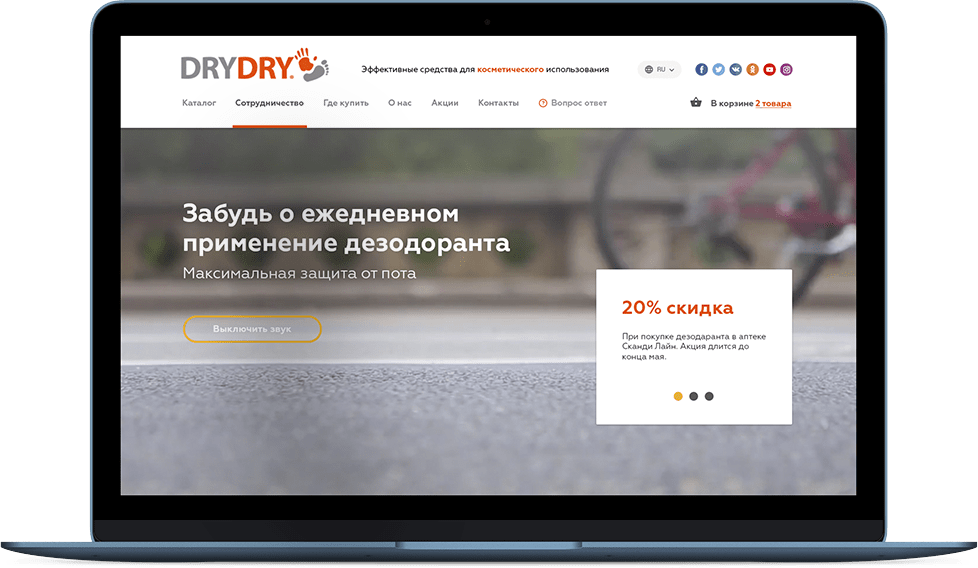 DRYDRY.
Эффективные средства для косметического использования
RU
Каталог
Сотрудничество
Где купить
О нас
Акции
Контакты
Вопрос ответ
В корзине 2 товара
Забудь о ежедневном
применение дезодоранта
Максимальная защита от пота
Выключить звук
20% скидка
При покупке дезодаранта в аптеке
Сканди Лайн. Акция длится до
конца мая.